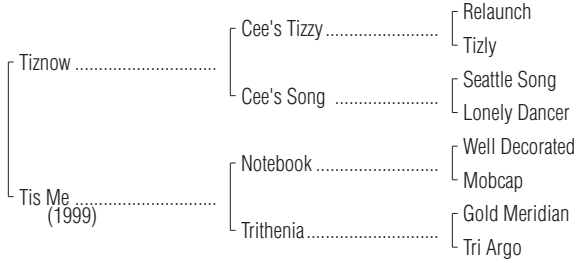 Relaunch
Cee's Tizzy
Tizly
Tiznow
Seattle Song
Cee's Song
Lonely Dancer
Well Decorated
Notebook
Mobcap
Tis Me
(1999)
Gold Meridian
Trithenia
Tri Argo